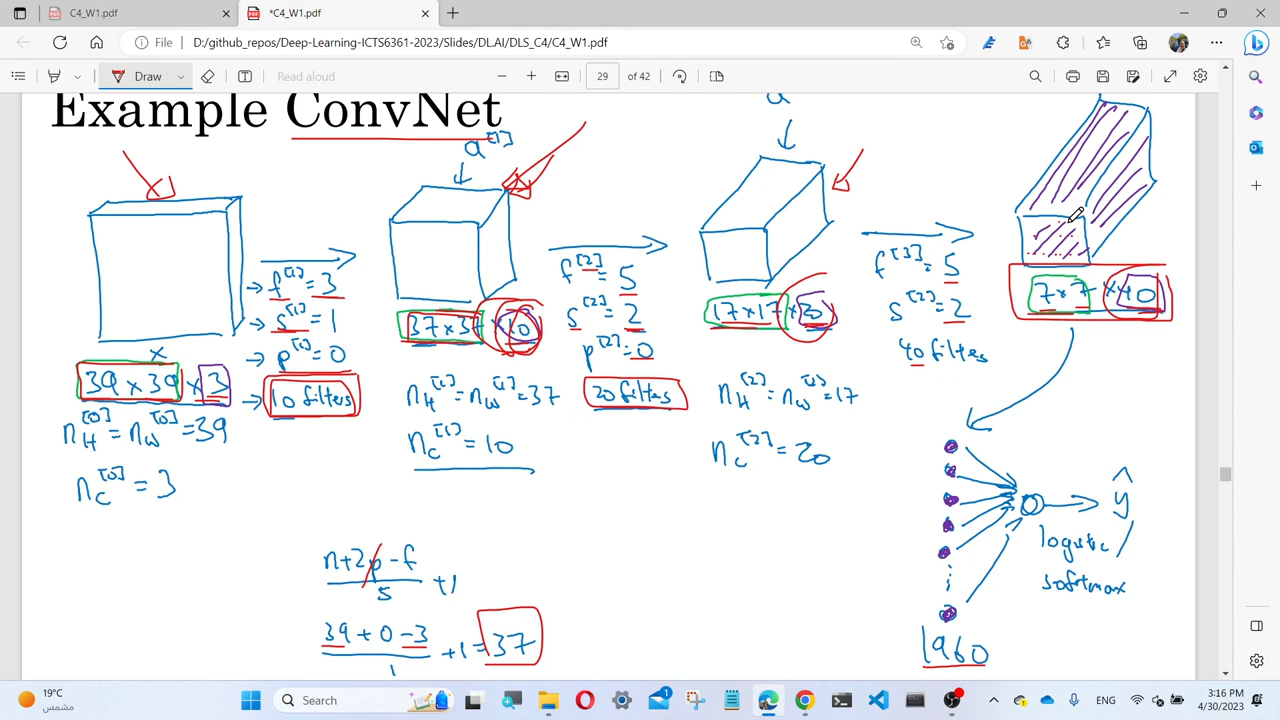 C4_W1.pdf
*C4_W1.pdf
File
D:/github_repos/Deep-Learning-ICTS6361-2023/Slides/DL.AI/DLS_C4/C4_W1.pdf
Draw
Read aloud
29 of 42
Example ConvNet
a[1]
a
f[1] = 3
s[1] = 1
p[1] = 0
10 filters
x
39 x 39 x 3
nH[0] = nW[0] = 39
nC[0] = 3
37 x 37 x 10
nH[1] = nW[1] = 37
nC[1] = 10
f[2] = 5
s[2] = 2
p[2] = 0
20 filters
17 x 17 x 20
nH[2] = nW[2] = 17
nC[2] = 20
f[3] = 5
s[2] = 2
40 filters
7 x 7 x 40
ŷ
logistic /
softmax
1960
n+2p-f
s
+1
39 + 0 - 3
1
+1 = 37
19°C
مشمس
Search
ENG
3:16 PM
4/30/2023